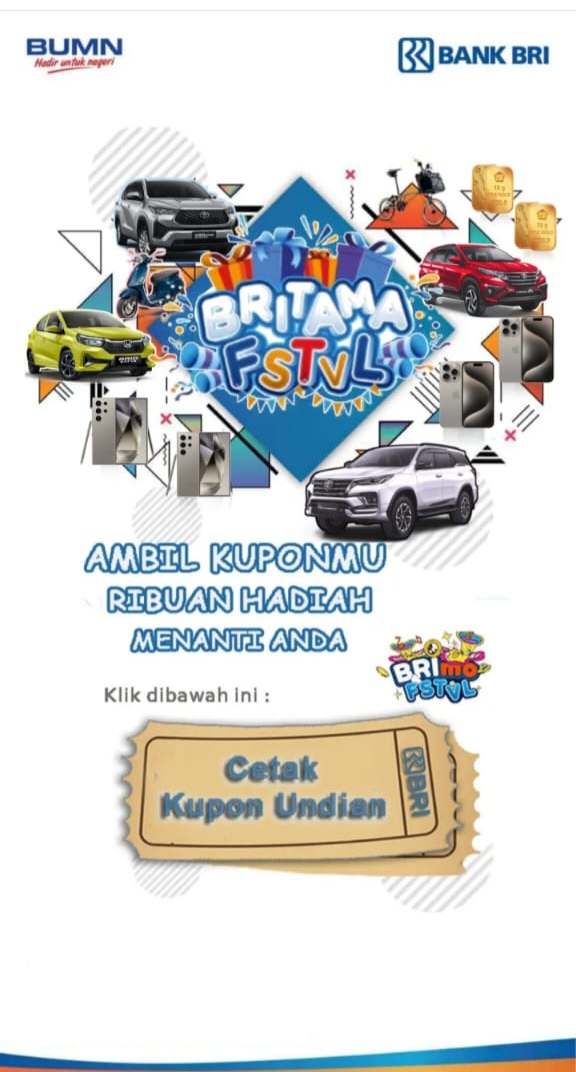 BUMN
Hadir untuk negeri
BANK BRI
BRITAMA
FSTVL
AMBIL KUPONMU
RIBUAN HADIAH
MENANTI ANDA
BRImo
FSTVL
Klik dibawah ini :
Cetak
Kupon Undian
BRI